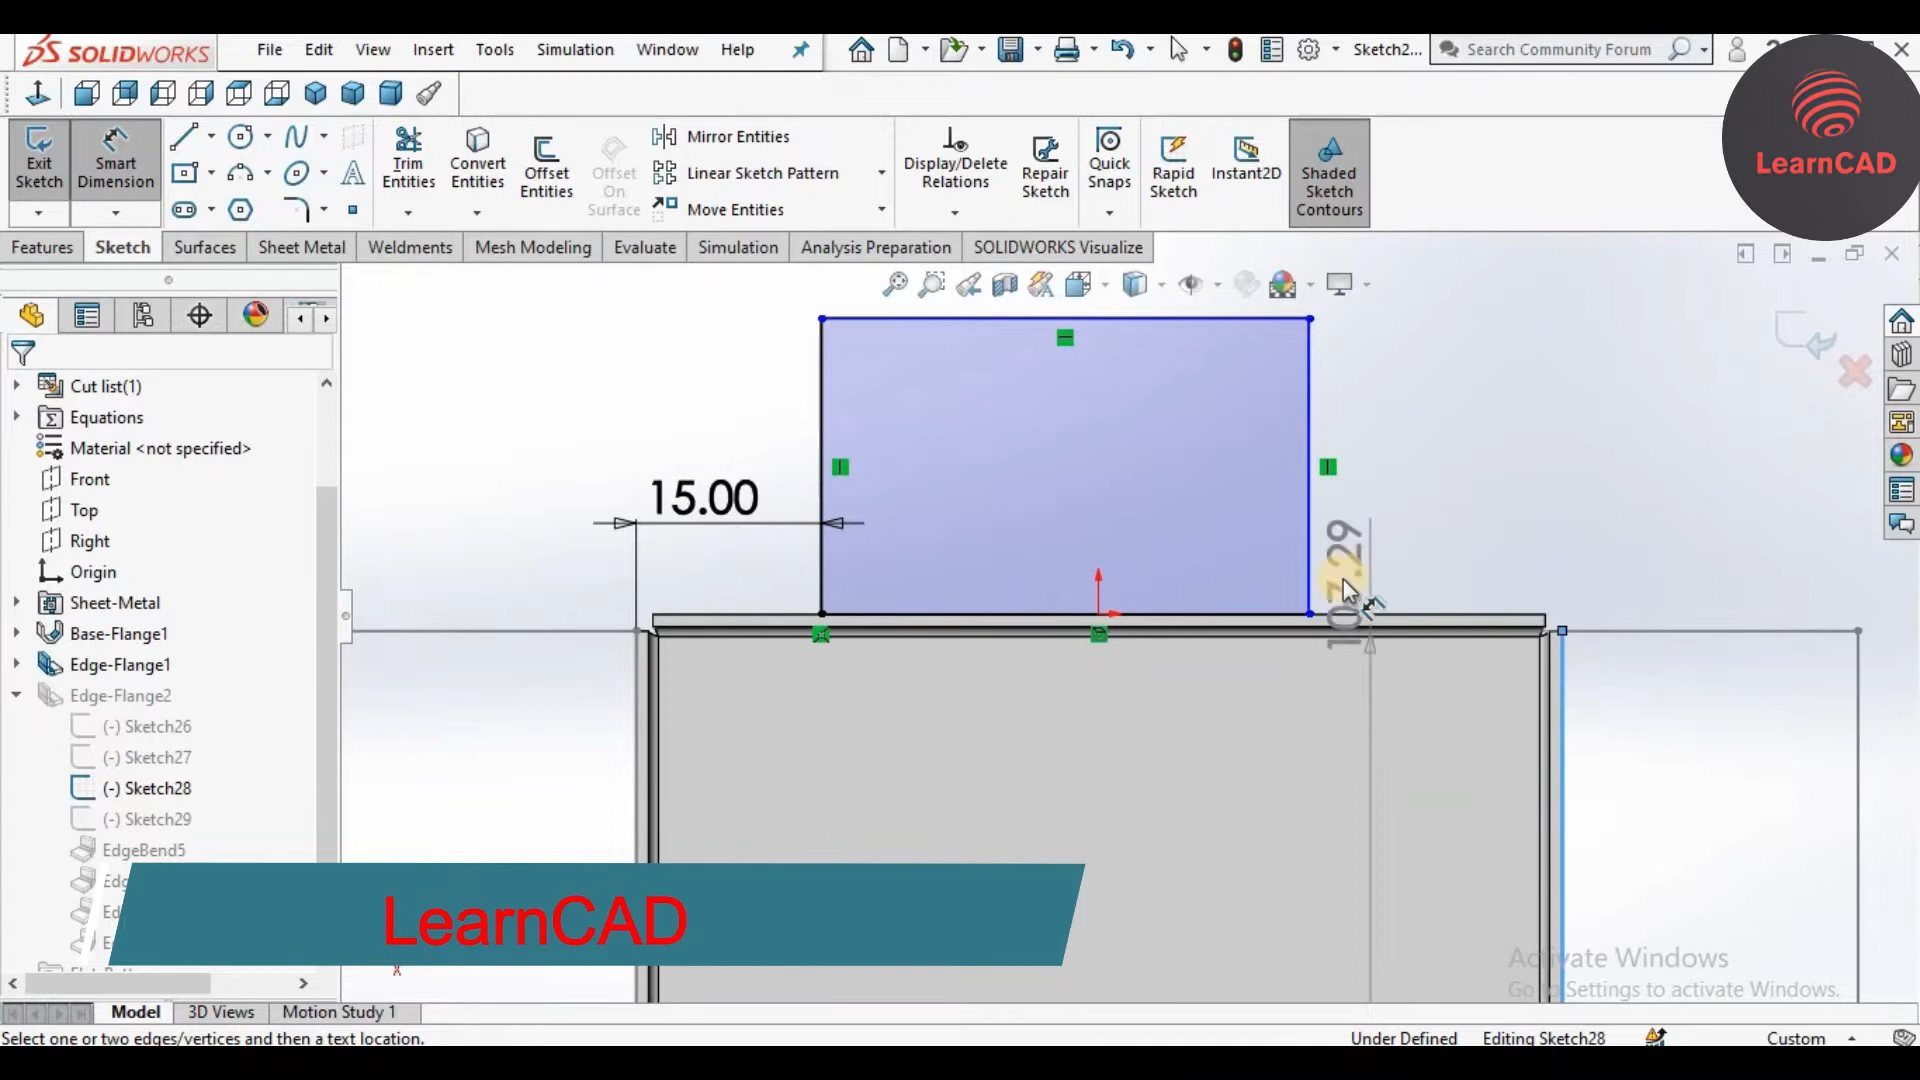 SOLIDWORKS File Edit View Insert Tools Simulation Window Help Sketch2... Search Community Forum ?
LearnCAD
Exit Sketch
Smart Dimension
Trim Entities
Convert Entities
Offset Entities
Offset On Surface
Mirror Entities
Linear Sketch Pattern
Move Entities
Display/Delete Relations
Repair Sketch
Quick Snaps
Rapid Sketch
Instant2D
Shaded Sketch Contours
Features Sketch Surfaces Sheet Metal Weldments Mesh Modeling Evaluate Simulation Analysis Preparation SOLIDWORKS Visualize
Cut list(1)
Equations
Material <not specified>
Front
Top
Right
Origin
Sheet-Metal
Base-Flange1
Edge-Flange1
Edge-Flange2
(-) Sketch26
(-) Sketch27
(-) Sketch28
(-) Sketch29
EdgeBend5
15.00
LearnCAD
Activate Windows
Go to Settings to activate Windows.
Model 3D Views Motion Study 1
Select one or two edges/vertices and then a text location.
Under Defined Editing Sketch28 Custom